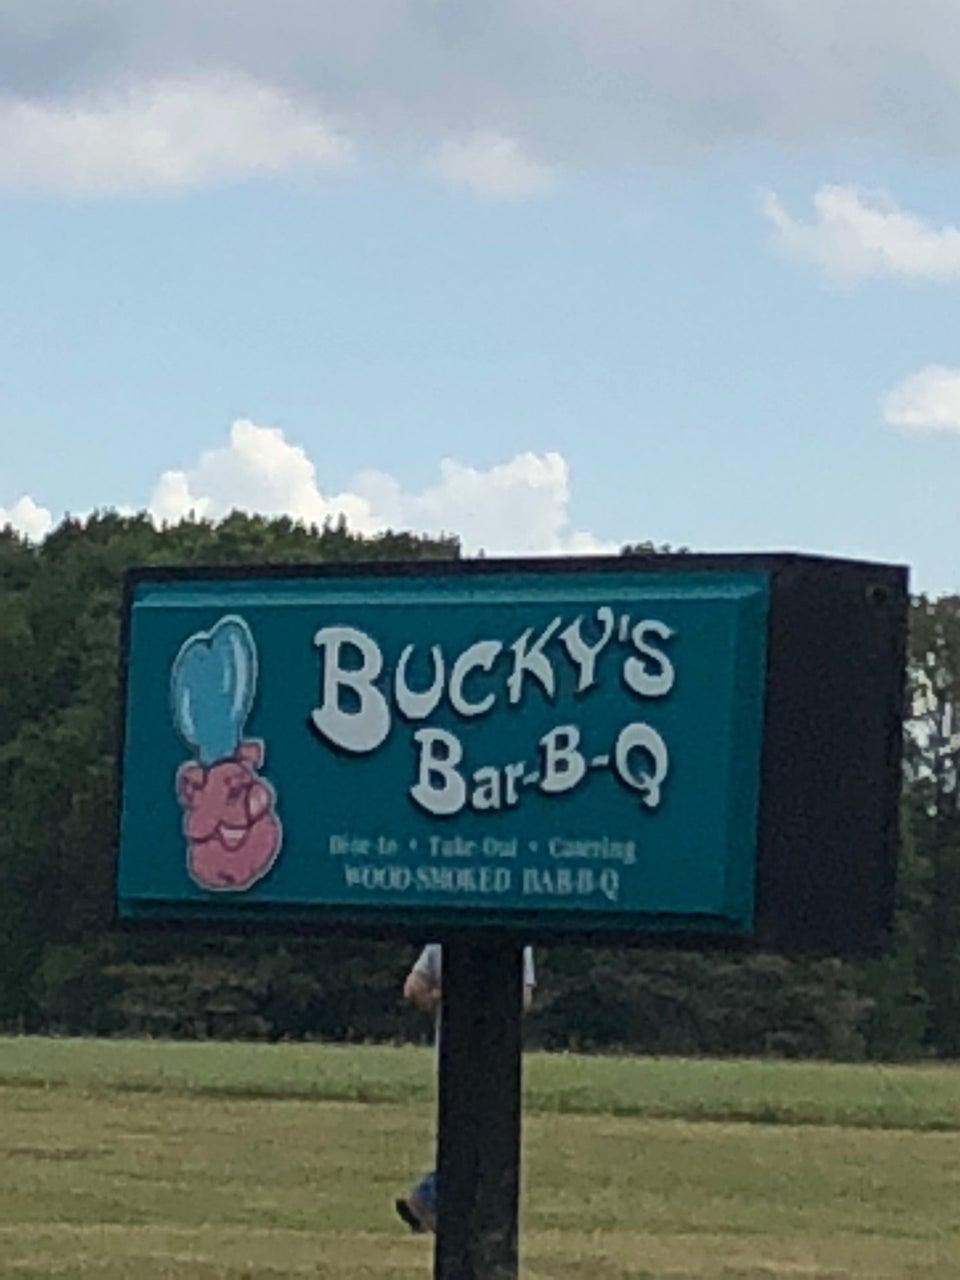 BUCKY'S
Bar-B-Q
Dine-In • Take-Out • Catering
WOOD-SMOKED BAR-B-Q